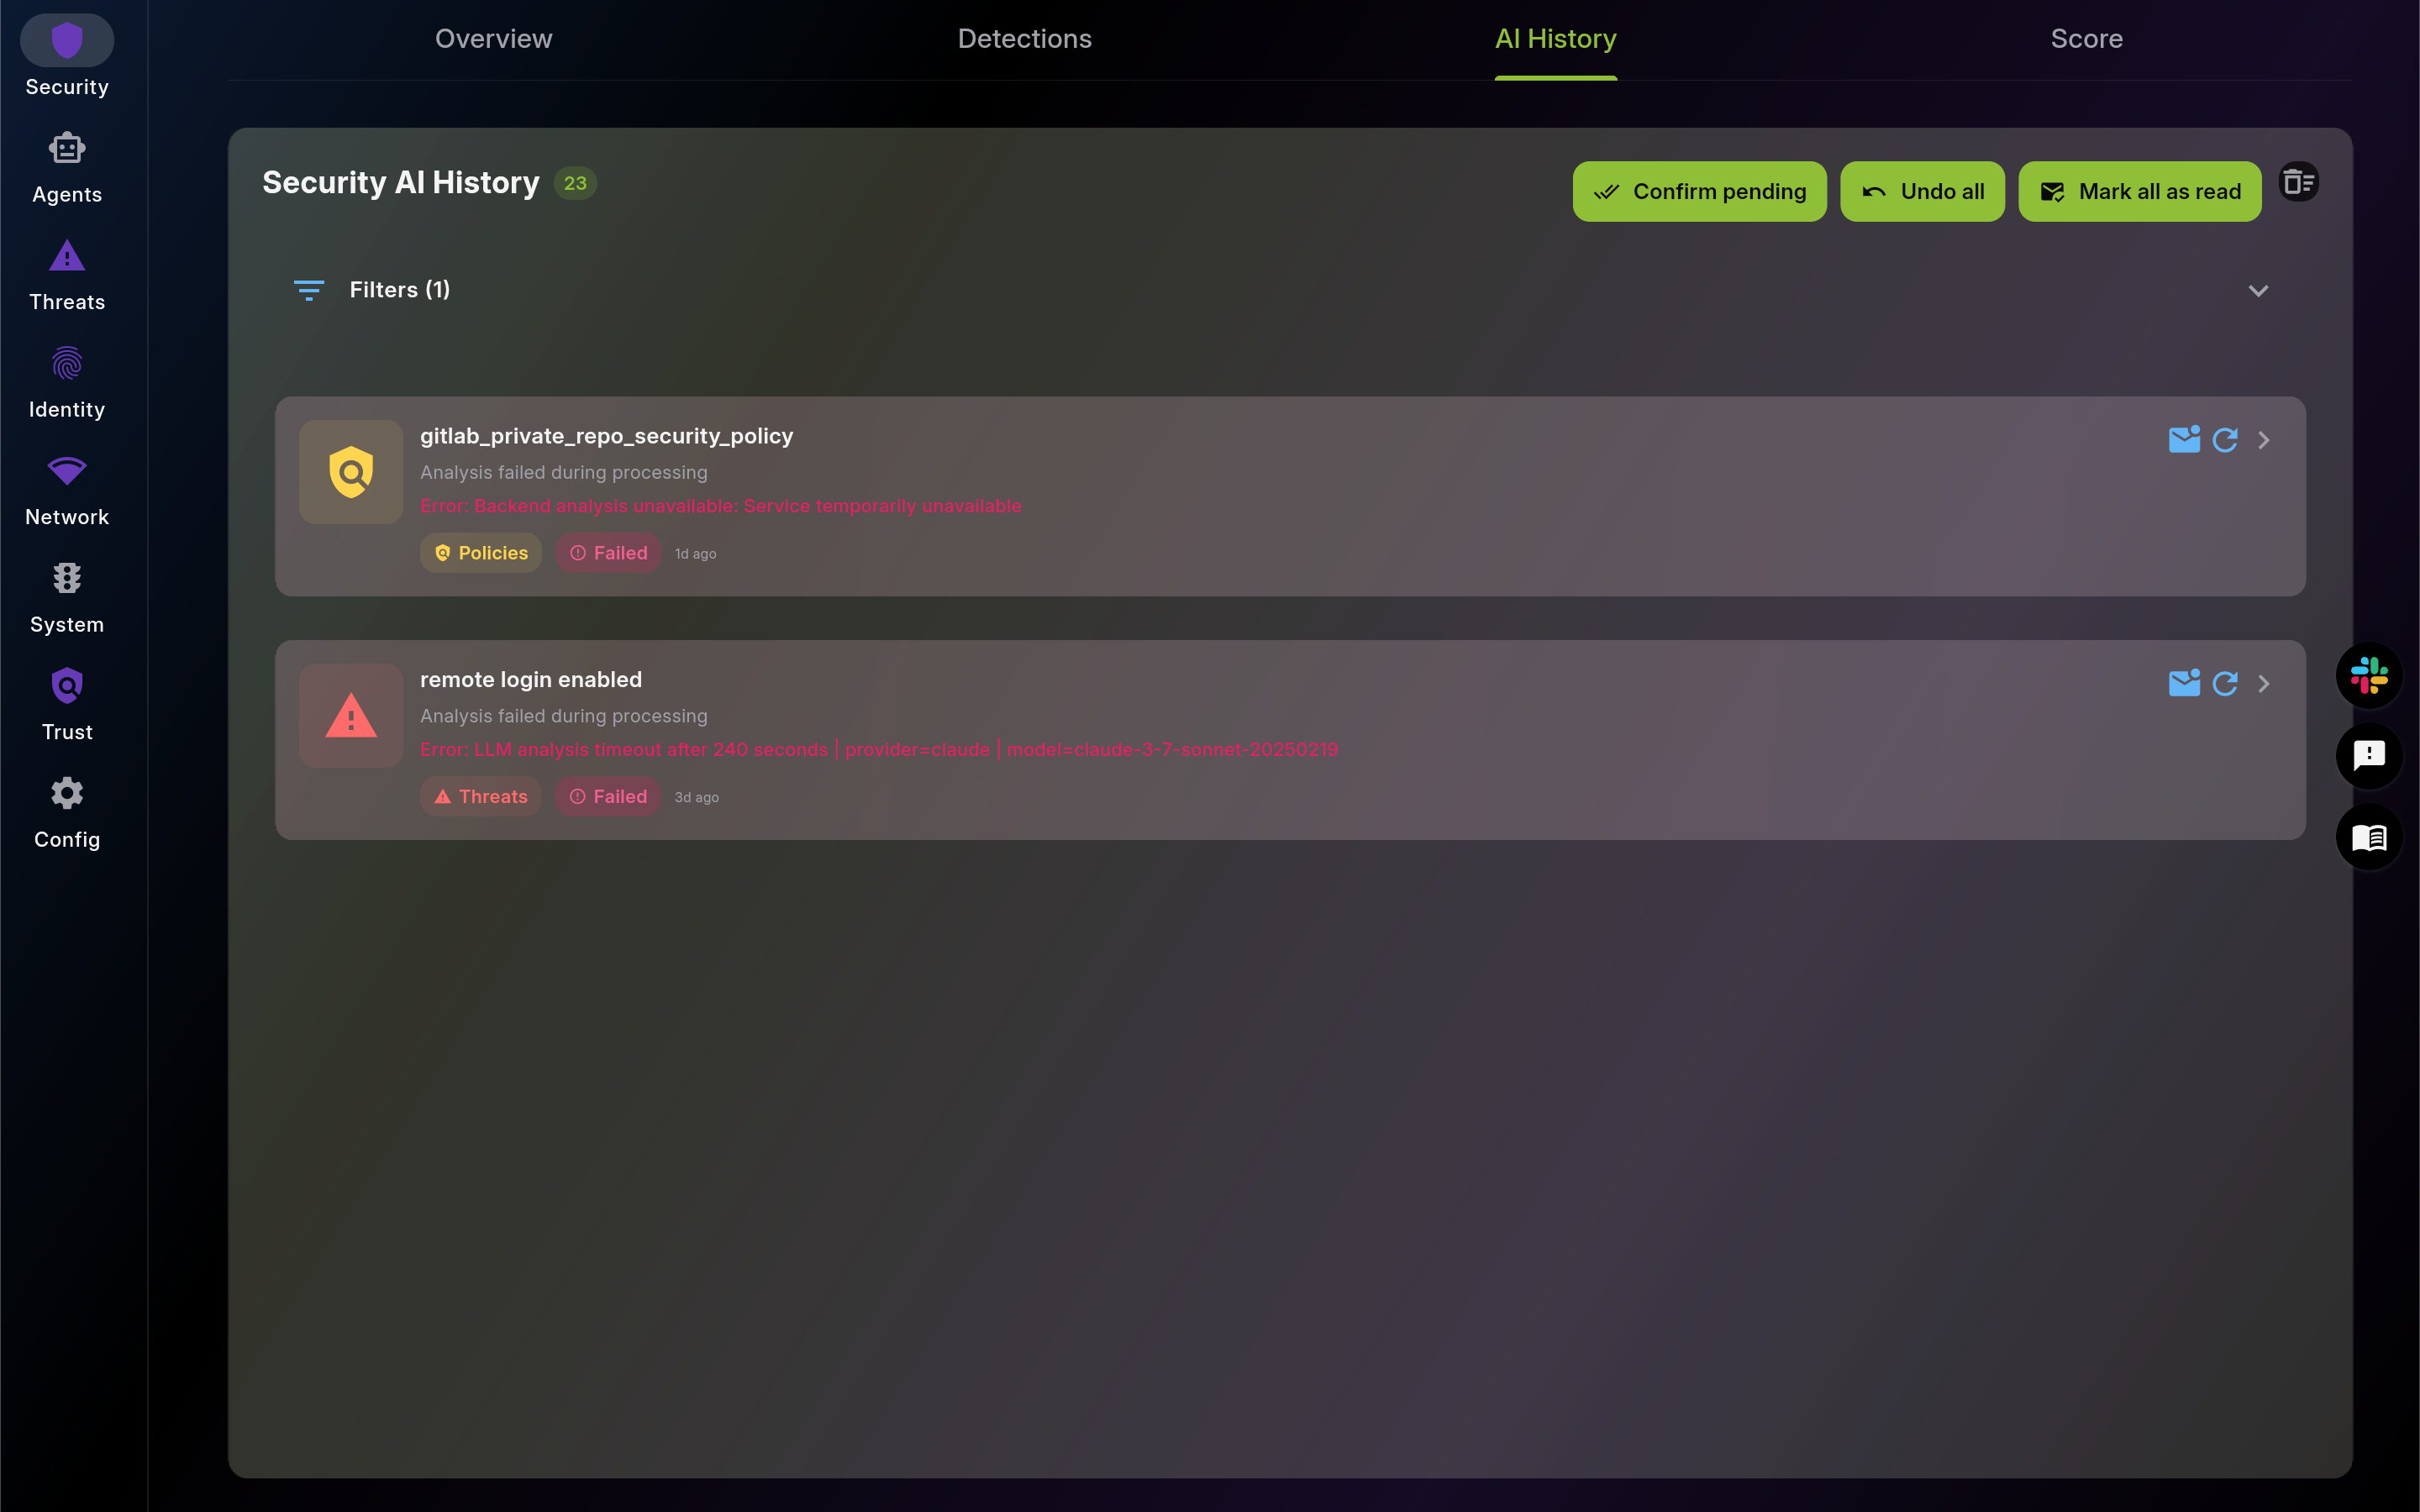 Overview
Detections
AI History
Score
Security
Agents
Threats
Identity
Network
System
Trust
Config
Security AI History 23
Confirm pending
Undo all
Mark all as read
Filters (1)
gitlab_private_repo_security_policy
Analysis failed during processing
Error: Backend analysis unavailable: Service temporarily unavailable
Policies Failed 1d ago
remote login enabled
Analysis failed during processing
Error: LLM analysis timeout after 240 seconds | provider=claude | model=claude-3-7-sonnet-20250219
Threats Failed 3d ago